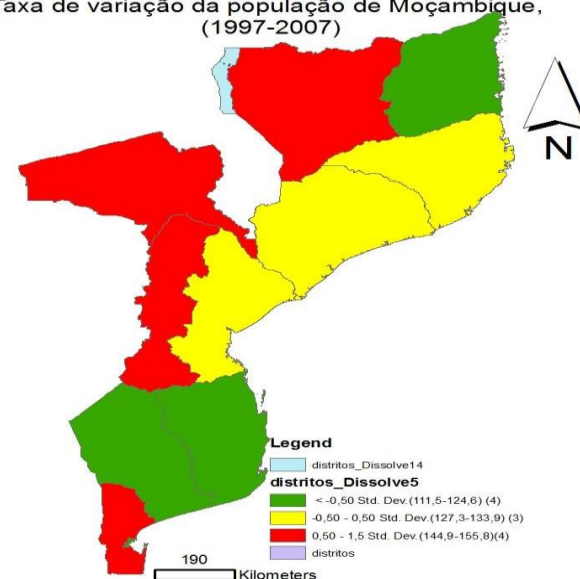 Taxa de variação da população de Moçambique,
(1997-2007)
N
Legend
distritos_Dissolve14
distritos_Dissolve5
< -0,50 Std. Dev.(111,5-124,6) (4)
-0,50 - 0,50 Std. Dev.(127,3-133,9) (3)
0,50 - 1,5 Std. Dev.(144,9-155,8)(4)
distritos
190
Kilometers